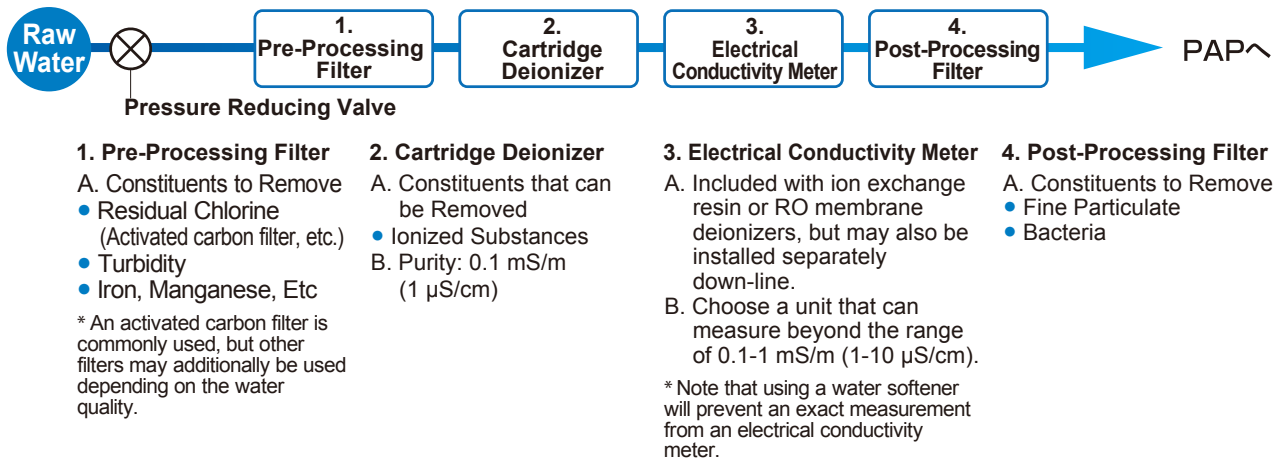 Raw
Water
1.
Pre-Processing
Filter
2.
Cartridge
Deionizer
3.
Electrical
Conductivity Meter
4.
Post-Processing
Filter
PAPへ
Pressure Reducing Valve
1. Pre-Processing Filter
A. Constituents to Remove
• Residual Chlorine
(Activated carbon filter, etc.)
• Turbidity
• Iron, Manganese, Etc
* An activated carbon filter is
commonly used, but other
filters may additionally be used
depending on the water
quality.
2. Cartridge Deionizer
A. Constituents that can
be Removed
• Ionized Substances
B. Purity: 0.1 mS/m
(1 µS/cm)
3. Electrical Conductivity Meter
A. Included with ion exchange
resin or RO membrane
deionizers, but may also be
installed separately
down-line.
B. Choose a unit that can
measure beyond the range
of 0.1-1 mS/m (1-10 µS/cm).
* Note that using a water softener
will prevent an exact measurement
from an electrical conductivity
meter.
4. Post-Processing Filter
A. Constituents to Remove
• Fine Particulate
• Bacteria